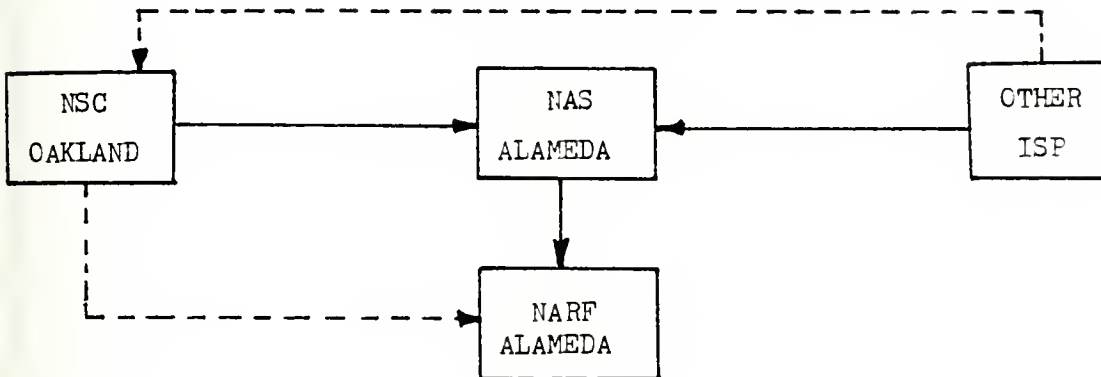 NSC
OAKLAND
NAS
ALAMEDA
OTHER
ISP
NARF
ALAMEDA